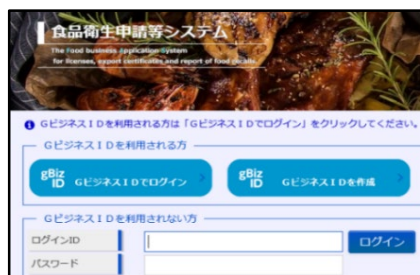 食品衛生申請等システム
The Food business Application System
for licenses, export certificates and report of food recalls.
GビジネスIDを利用される方は「GビジネスIDでログイン」をクリックしてください。
GビジネスIDを利用される方
gBiz ID GビジネスIDでログイン
gBiz ID GビジネスIDを作成
GビジネスIDを利用されない方
ログインID
ログイン
パスワード